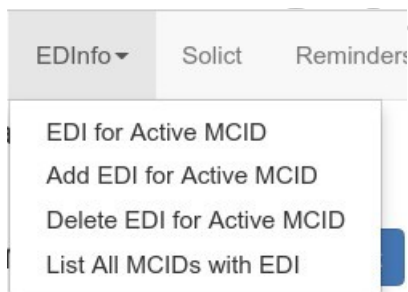 EDInfo Solict Reminders
EDI for Active MCID
Add EDI for Active MCID
Delete EDI for Active MCID
List All MCIDs with EDI